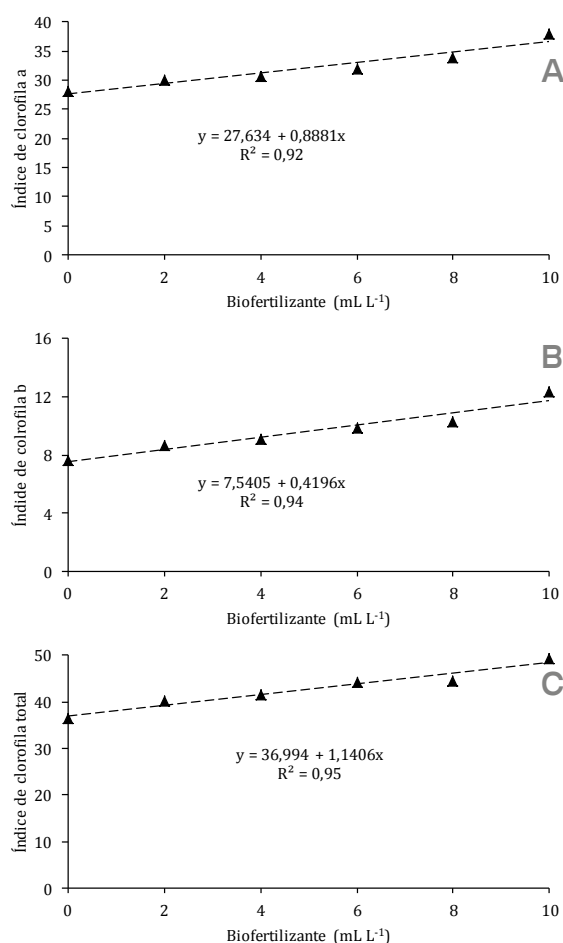 40
35
30
25
20
15
10
5
0
Índice de clorofila a
A
y = 27,634 + 0,8881x
R² = 0,92
0 2 4 6 8 10
Biofertilizante (mL L⁻¹)
16
12
8
4
0
Índide de colrofila b
B
y = 7,5405 + 0,4196x
R² = 0,94
0 2 4 6 8 10
Biofertilizante (mL L⁻¹)
50
40
30
20
10
0
Índice de clorofila total
C
y = 36,994 + 1,1406x
R² = 0,95
0 2 4 6 8 10
Biofertilizante (mL L⁻¹)